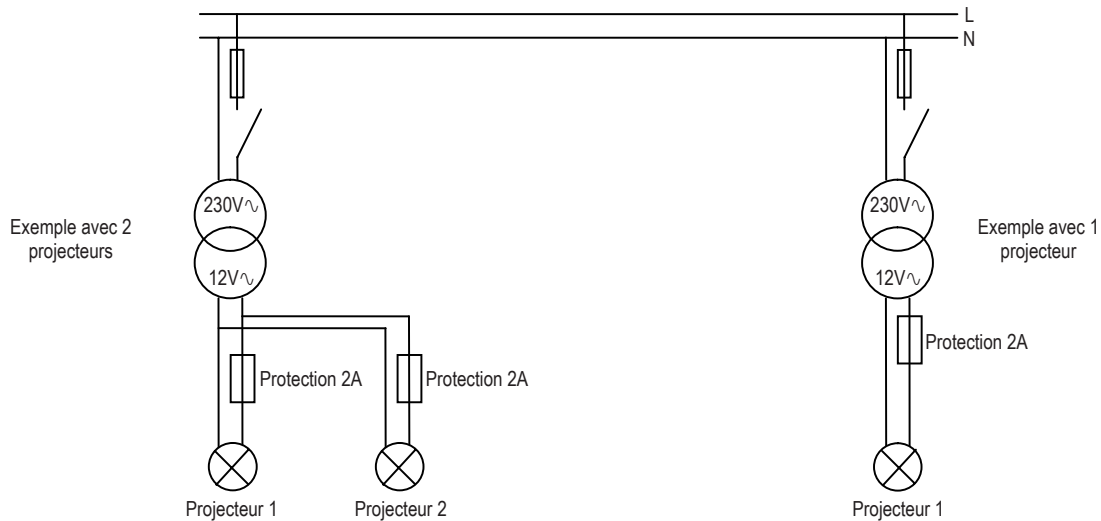 L
N
230V∿
230V∿
Exemple avec 2
projecteurs
Exemple avec 1
projecteur
12V∿
12V∿
Protection 2A
Protection 2A
Protection 2A
Projecteur 1
Projecteur 2
Projecteur 1